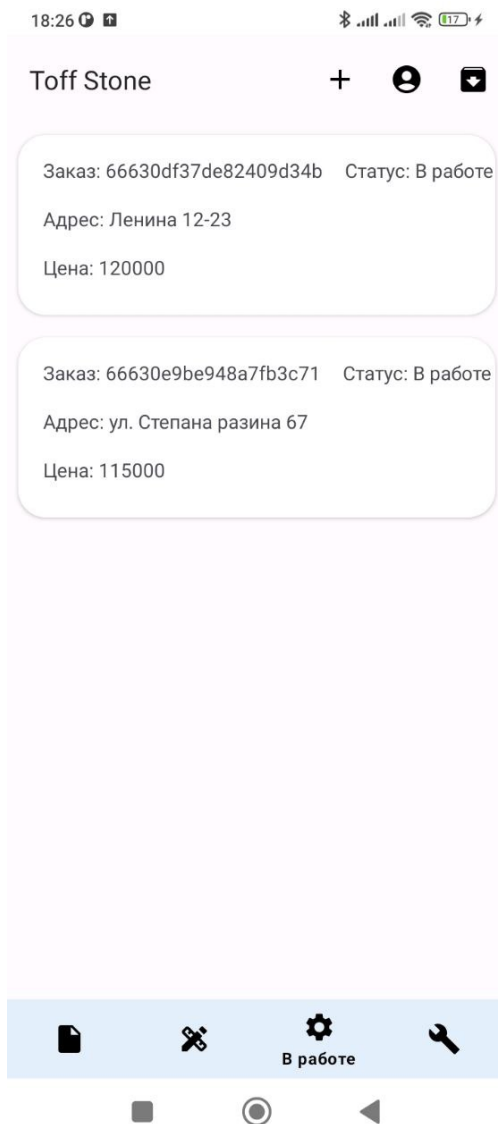 18:26
17
Toff Stone
Заказ: 66630df37de82409d34b Статус: В работе
Адрес: Ленина 12-23
Цена: 120000
Заказ: 66630e9be948a7fb3c71 Статус: В работе
Адрес: ул. Степана разина 67
Цена: 115000
В работе